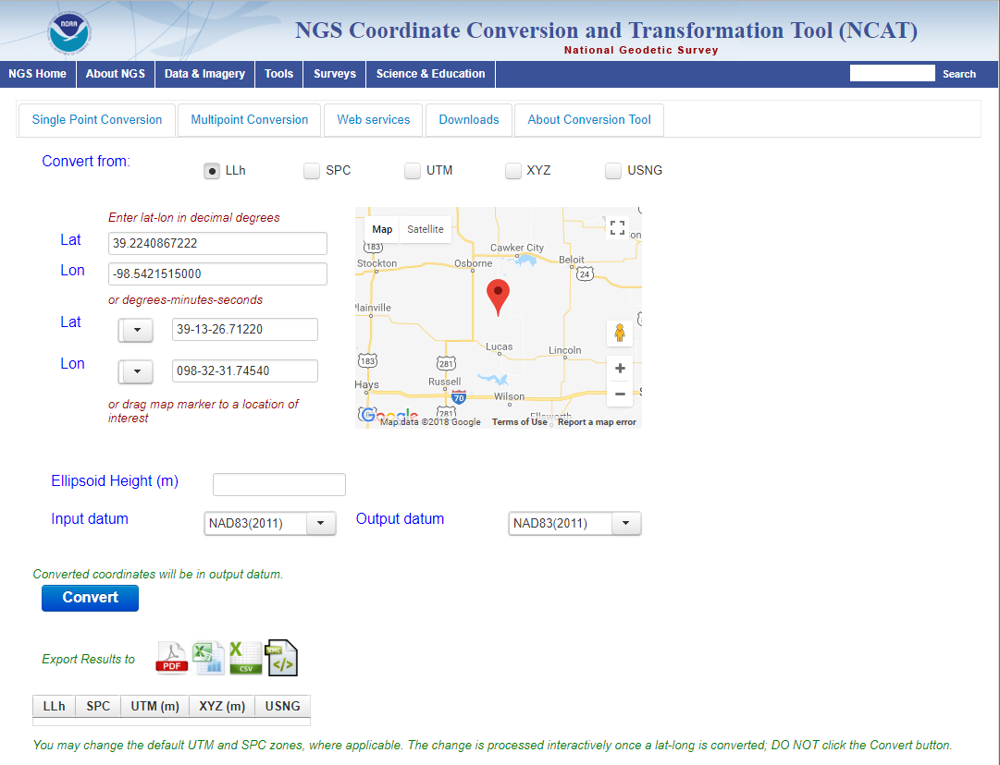 NOAA
NGS Coordinate Conversion and Transformation Tool (NCAT)
National Geodetic Survey
NGS Home About NGS Data & Imagery Tools Surveys Science & Education Search
Single Point Conversion Multipoint Conversion Web services Downloads About Conversion Tool
Convert from: LLh SPC UTM XYZ USNG
Enter lat-lon in decimal degrees
Lat 39.2240867222
Lon -98.5421515000
or degrees-minutes-seconds
Lat 39-13-26.71220
Lon 098-32-31.74540
or drag map marker to a location of
interest
Map Satellite
183
Cawker City
Stockton Osborne Beloit
24
Plainville
Lucas
Lincoln
183
281
Hays Russell
70
Wilson
281
Ellsworth
Google
Map data ©2018 Google Terms of Use Report a map error
Ellipsoid Height (m)
Input datum NAD83(2011) Output datum NAD83(2011)
Converted coordinates will be in output datum.
Convert
Export Results to PDF X CSV XML </>
LLh SPC UTM (m) XYZ (m) USNG
You may change the default UTM and SPC zones, where applicable. The change is processed interactively once a lat-long is converted; DO NOT click the Convert button.